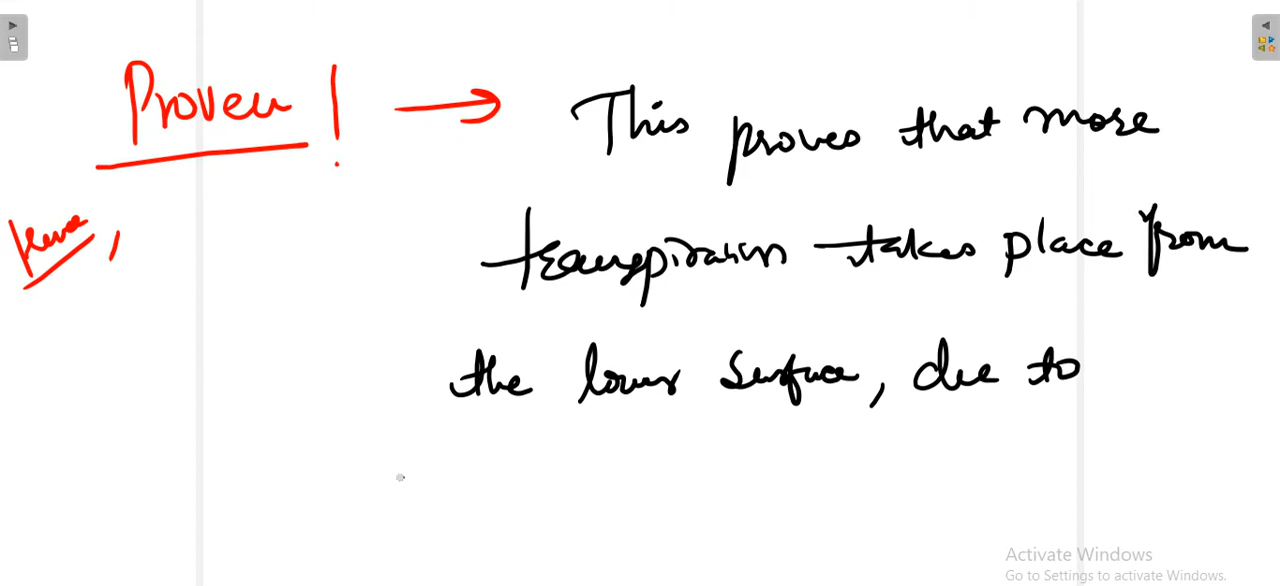 Proven! → This proves that more
Hence,
transpiration takes place from
the lower surface, due to
Activate Windows
Go to Settings to activate Windows.